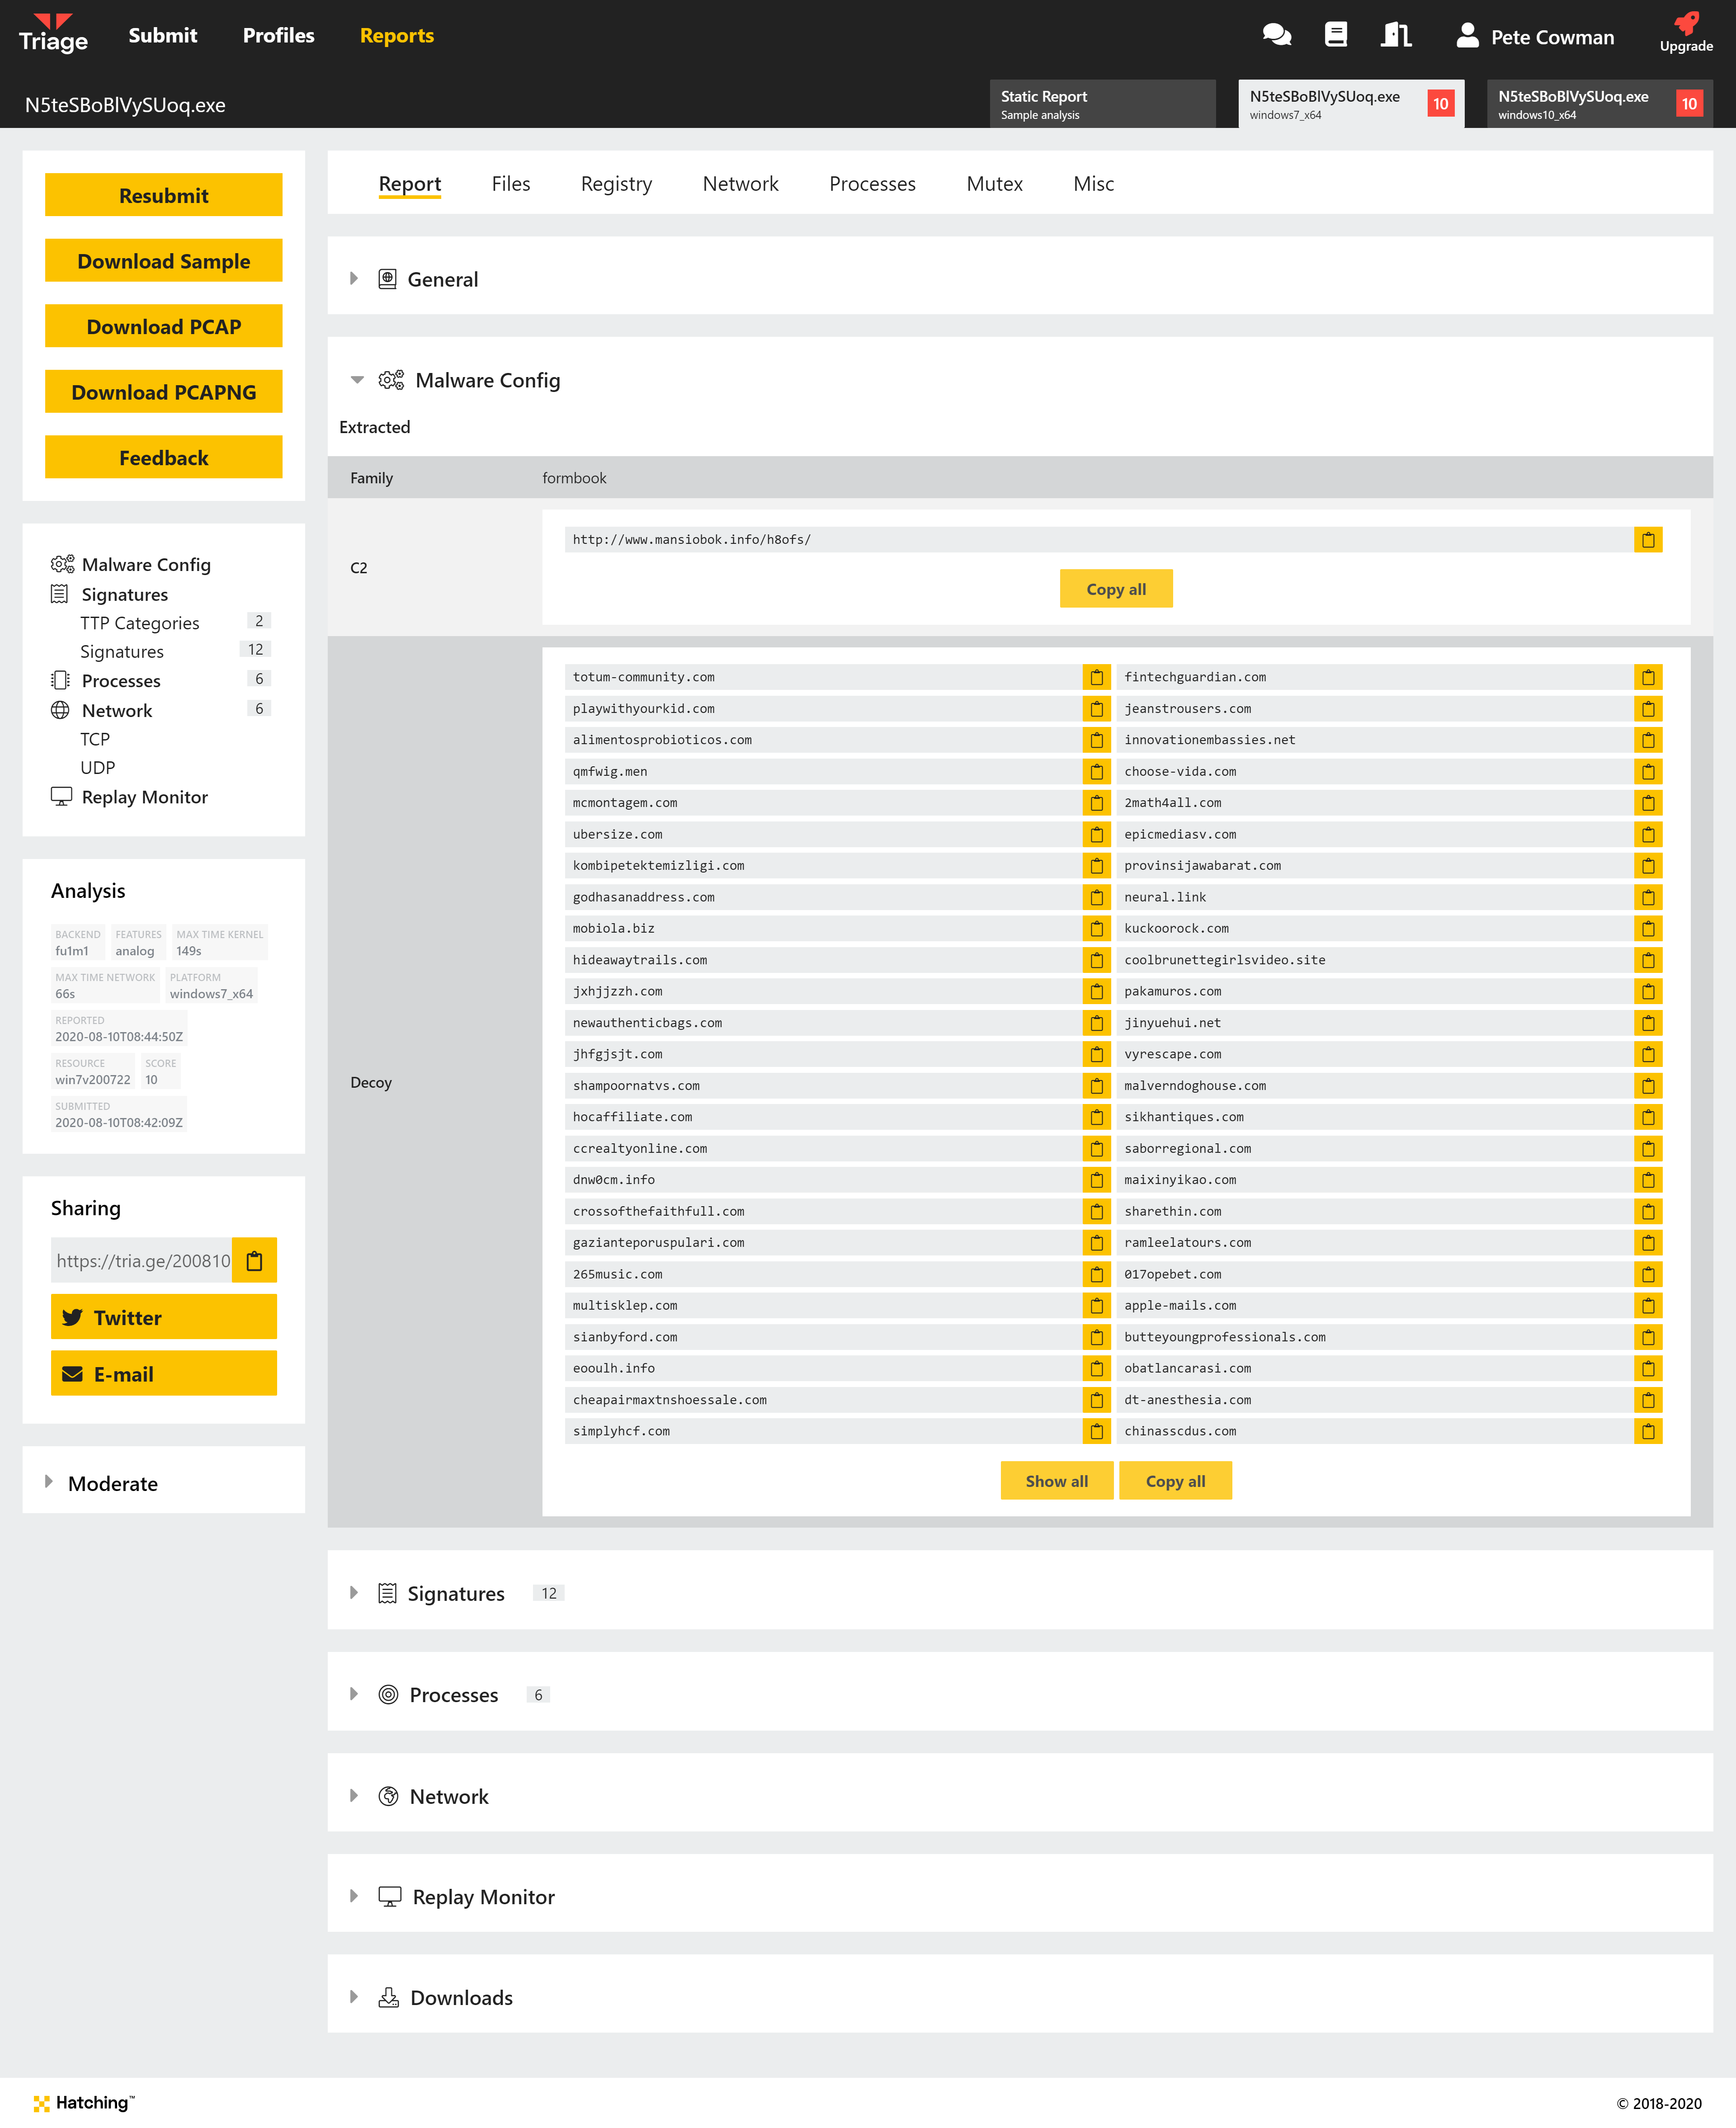 Triage
Submit
Profiles
Reports
Pete Cowman
Upgrade
N5teSBoBlVySUoq.exe
Static Report
Sample analysis
N5teSBoBlVySUoq.exe
windows7_x64
10
N5teSBoBlVySUoq.exe
windows10_x64
10
Resubmit
Download Sample
Download PCAP
Download PCAPNG
Feedback
Malware Config
Signatures
TTP Categories 2
Signatures 12
Processes 6
Network 6
TCP
UDP
Replay Monitor
Analysis
BACKEND
fu1m1
FEATURES
analog
MAX TIME KERNEL
149s
MAX TIME NETWORK
66s
PLATFORM
windows7_x64
REPORTED
2020-08-10T08:44:50Z
RESOURCE
win7v200722
SCORE
10
SUBMITTED
2020-08-10T08:42:09Z
Sharing
https://tria.ge/200810
Twitter
E-mail
Moderate
Report Files Registry Network Processes Mutex Misc
General
Malware Config
Extracted
Family formbook
C2
http://www.mansiobok.info/h8ofs/
Copy all
Decoy
totum-community.com fintechguardian.com
playwithyourkid.com jeanstrousers.com
alimentosprobioticos.com innovationembassies.net
qmfwig.men choose-vida.com
mcmontagem.com 2math4all.com
ubersize.com epicmediasv.com
kombipetektemizligi.com provinsijawabarat.com
godhasanaddress.com neural.link
mobiola.biz kuckoorock.com
hideawaytrails.com coolbrunettegirlsvideo.site
jxhjjzzh.com pakamuros.com
newauthenticbags.com jinyuehui.net
jhfgjsjt.com vyrescape.com
shampoornatvs.com malverndoghouse.com
hocaffiliate.com sikhantiques.com
ccrealtyonline.com saborregional.com
dnw0cm.info maixinyikao.com
crossofthefaithfull.com sharethin.com
gazianteporuspulari.com ramleelatours.com
265music.com 017opebet.com
multisklep.com apple-mails.com
sianbyford.com butteyoungprofessionals.com
eooulh.info obatlancarasi.com
cheapairmaxtnshoessale.com dt-anesthesia.com
simplyhcf.com chinasscdus.com
Show all Copy all
Signatures 12
Processes 6
Network
Replay Monitor
Downloads
Hatching™
© 2018-2020